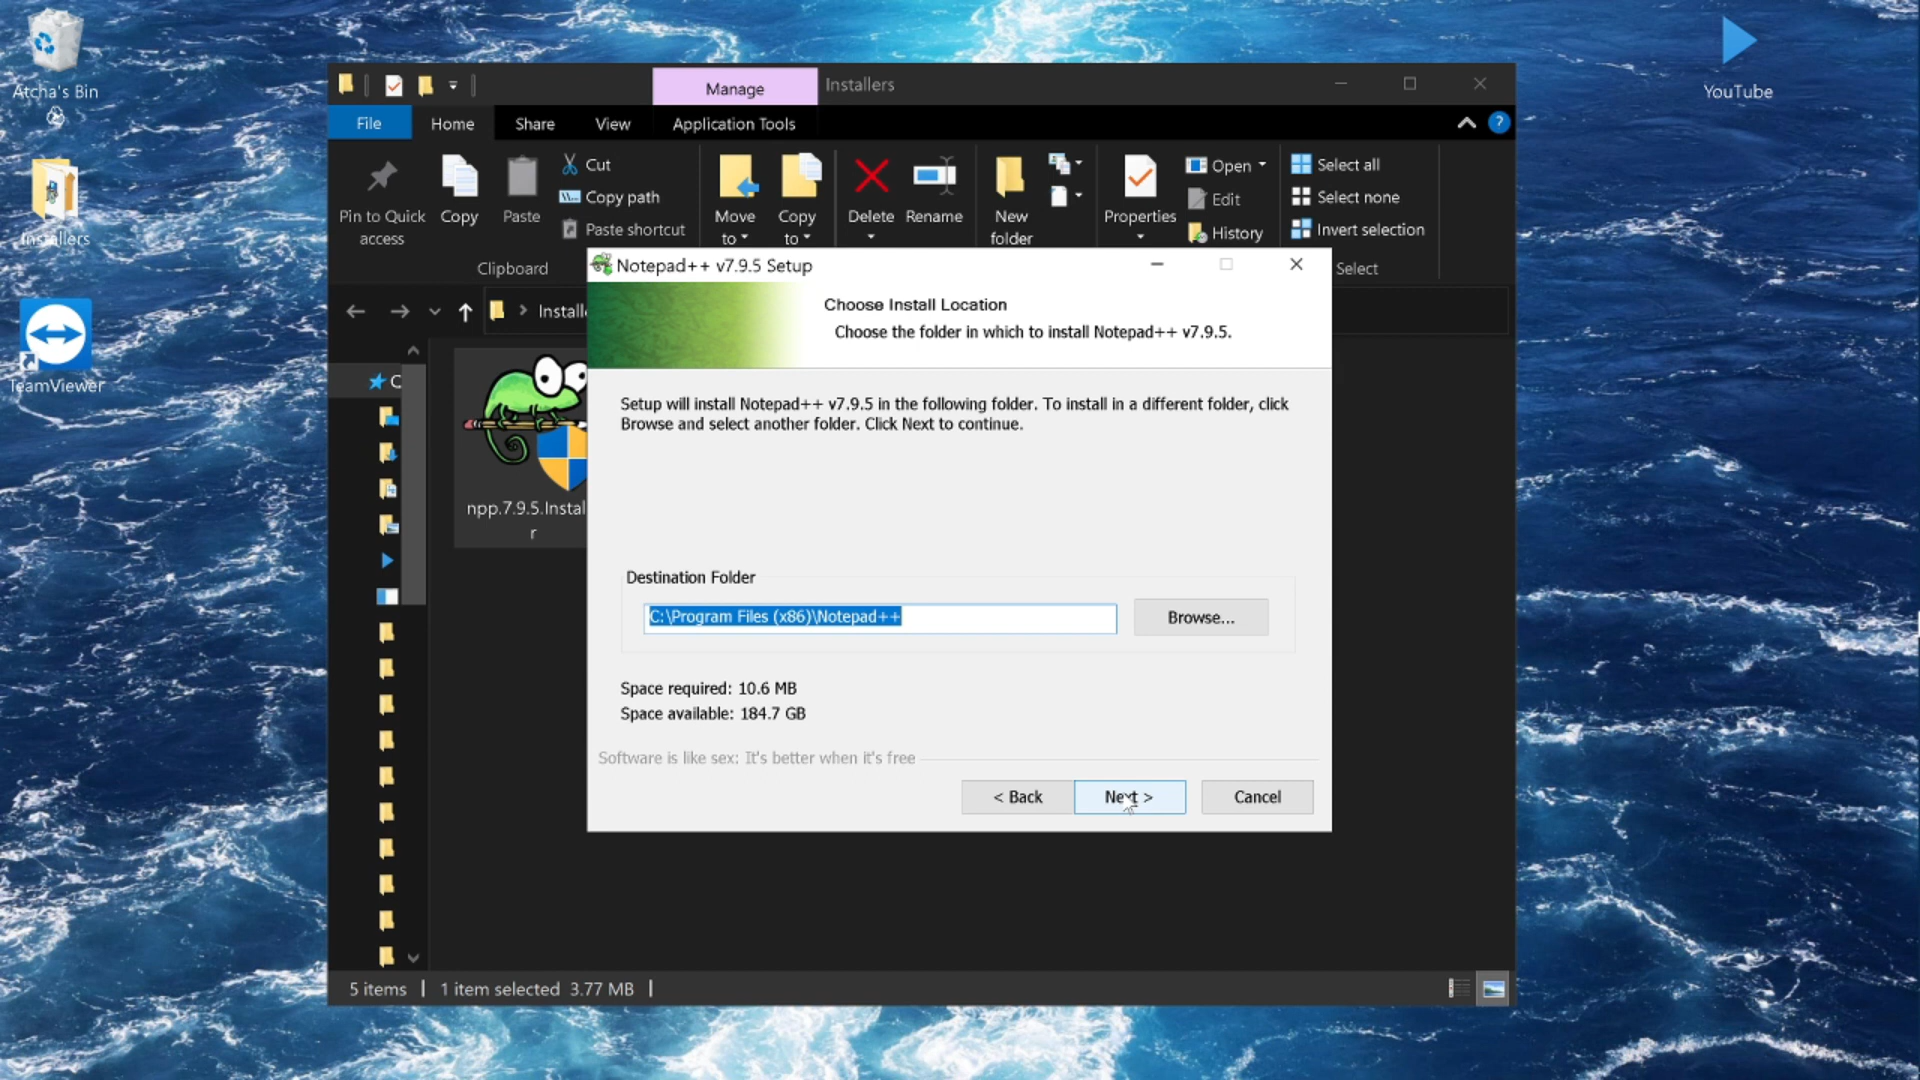 Atcha's Bin
Installers
TeamViewer
YouTube
Manage
Installers
File
Home
Share
View
Application Tools
Pin to Quick access
Copy
Paste
Cut
Copy path
Paste shortcut
Clipboard
Move to
Copy to
Delete
Rename
New folder
Properties
Open
Edit
History
Select all
Select none
Invert selection
Select
npp.7.9.5.Instal
r
Notepad++ v7.9.5 Setup
Choose Install Location
Choose the folder in which to install Notepad++ v7.9.5.
Setup will install Notepad++ v7.9.5 in the following folder. To install in a different folder, click
Browse and select another folder. Click Next to continue.
Destination Folder
C:\Program Files (x86)\Notepad++
Browse...
Space required: 10.6 MB
Space available: 184.7 GB
Software is like sex: It's better when it's free
< Back
Next >
Cancel
5 items
1 item selected 3.77 MB